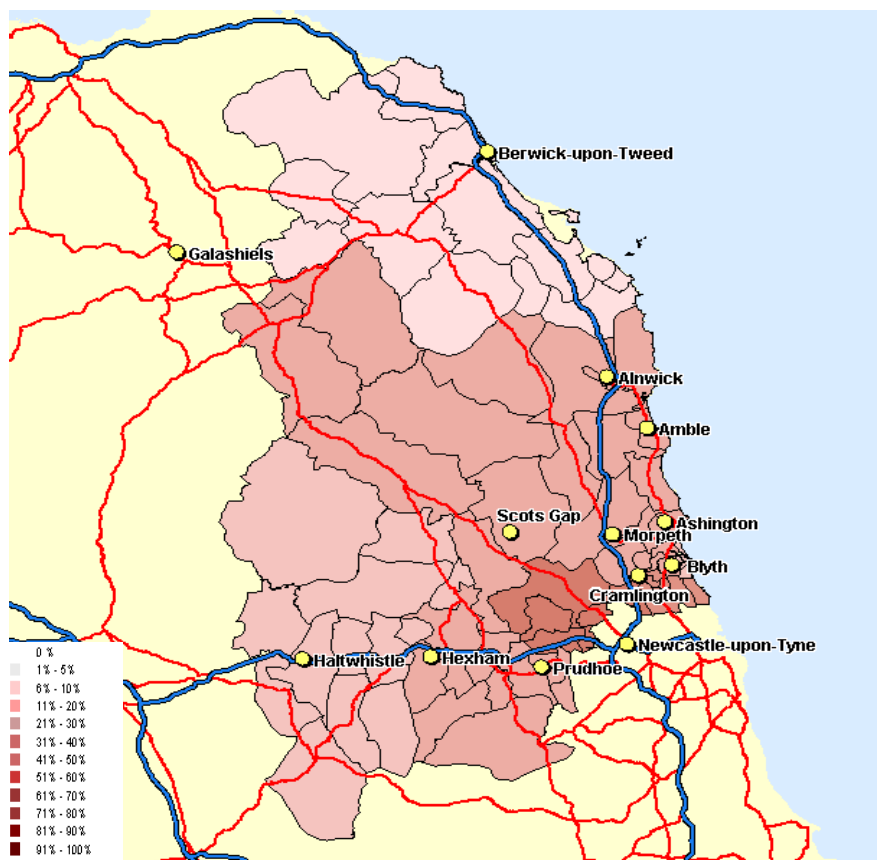 Berwick-upon-Tweed
Galashiels
Alnwick
Amble
Scots Gap
Ashington
Morpeth
Blyth
Cramlington
Newcastle-upon-Tyne
Haltwhistle
Hexham
Prudhoe
0 %
1% - 5%
6% - 10%
11% - 20%
21% - 30%
31% - 40%
41% - 50%
51% - 60%
61% - 70%
71% - 80%
81% - 90%
91% - 100%